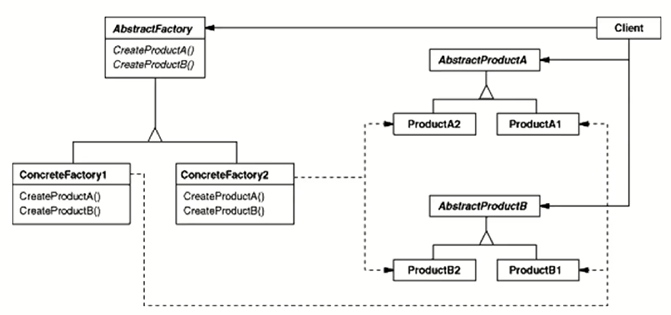 AbstractFactory
CreateProductA()
CreateProductB()
Client
AbstractProductA
ProductA2
ProductA1
ConcreteFactory1
CreateProductA()
CreateProductB()
ConcreteFactory2
CreateProductA()
CreateProductB()
AbstractProductB
ProductB2
ProductB1